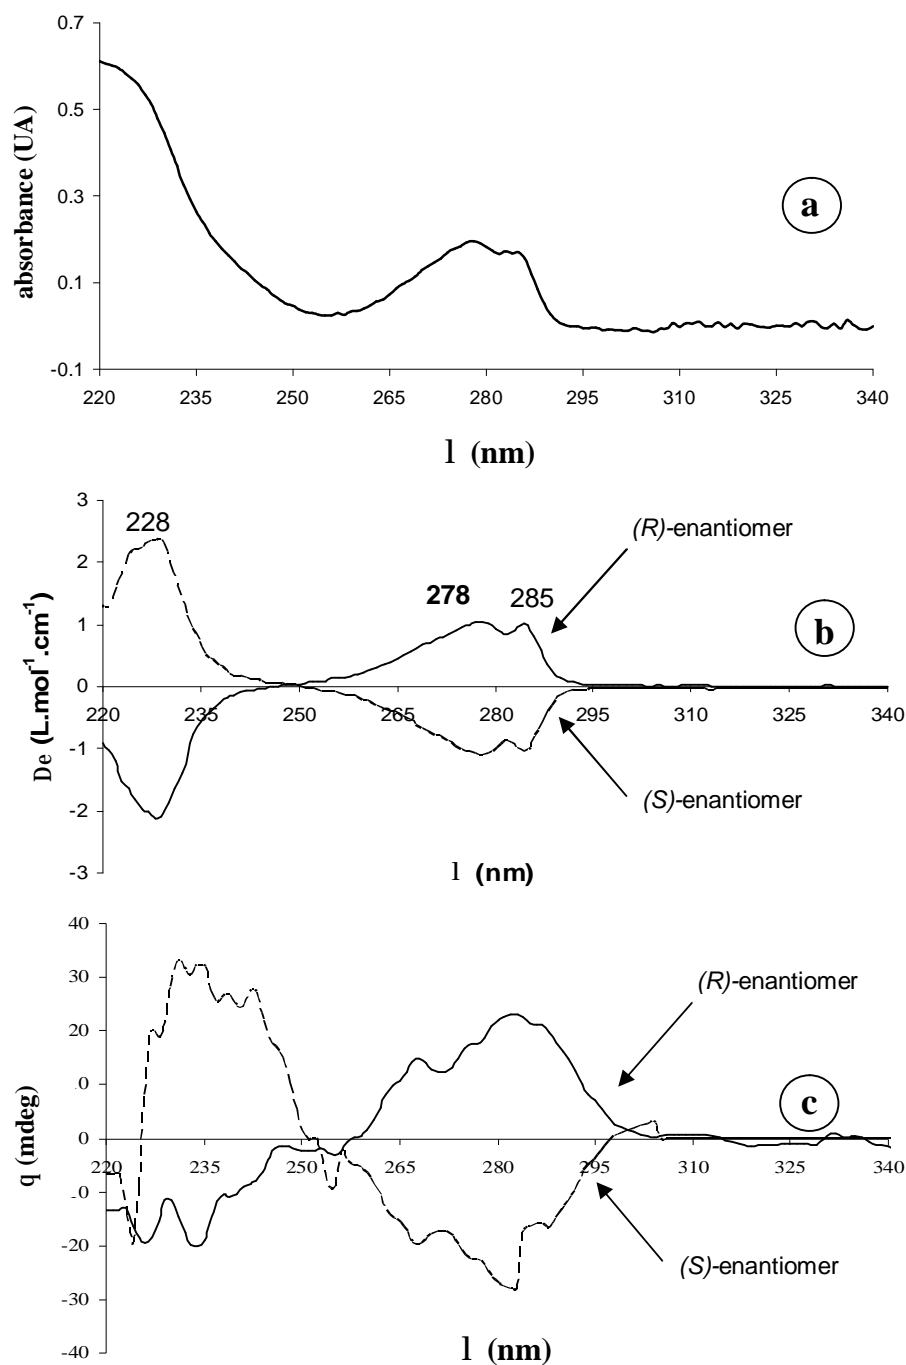 0.7
0.5
0.3
0.1
-0.1
220 235 250 265 280 295 310 325 340
absorbance (UA)
a
l (nm)
3
2
1
0
-1
-2
-3
220 235 250 265 280 295 310 325 340
228
278
285
(R)-enantiomer
(S)-enantiomer
b
De (L.mol-1.cm-1)
l (nm)
40
30
20
.0
0
-.0
-20
-30
-40
220 235 250 265 280 295 310 325 340
(R)-enantiomer
(S)-enantiomer
c
q (mdeg)
l (nm)